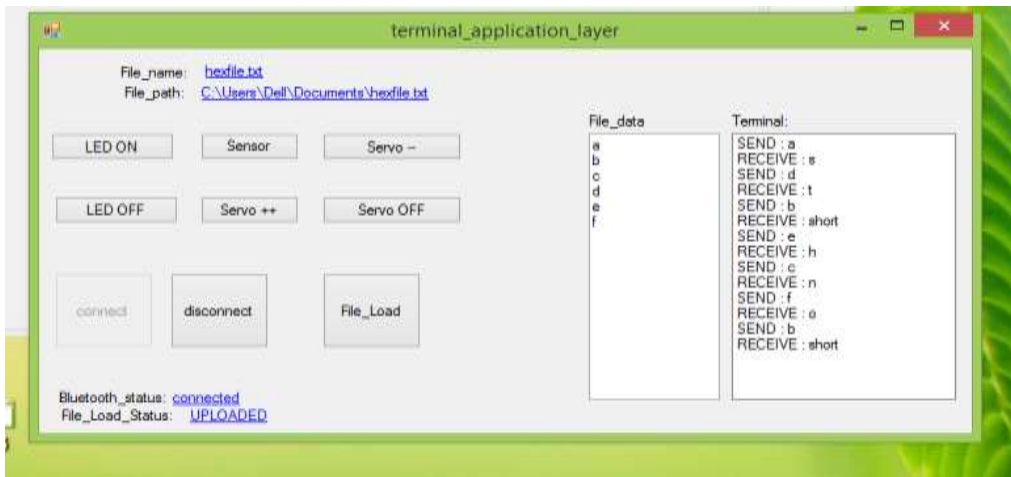 terminal_application_layer
File_name: hexfile.txt
File_path: C:\Users\Dell\Documents\hexfile.txt
LED ON Sensor Servo --
LED OFF Servo ++ Servo OFF
connect disconnect File_Load
Bluetooth_status: connected
File_Load_Status: UPLOADED
File_data
a
b
c
d
e
f
Terminal:
SEND : a
RECEIVE : s
SEND : d
RECEIVE : t
SEND : b
RECEIVE : short
SEND : e
RECEIVE : h
SEND : c
RECEIVE : n
SEND : f
RECEIVE : o
SEND : b
RECEIVE : short